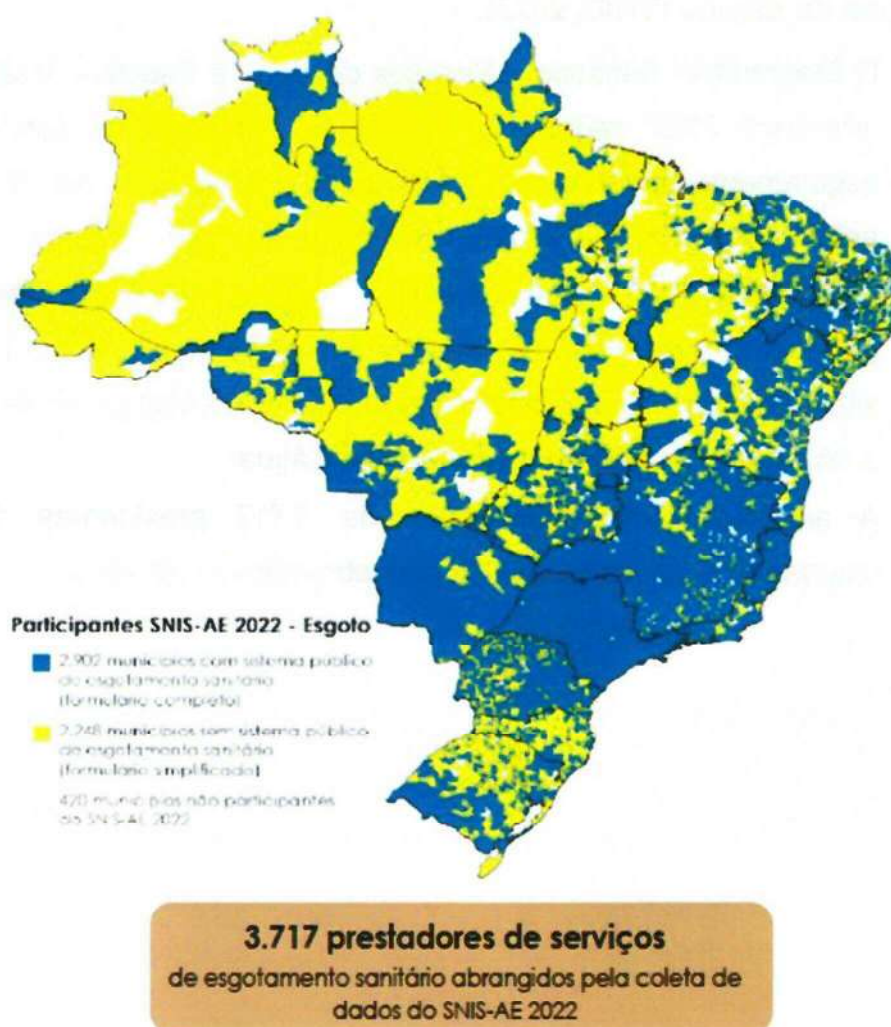 Participantes SNIS-AE 2022 - Esgoto
2.902 municípios com sistema público
de esgotamento sanitário
(formulário completo)
2.248 municípios sem sistema público
de esgotamento sanitário
(formulário simplificado)
420 municípios não participantes
do SNIS-AE 2022
3.717 prestadores de serviços
de esgotamento sanitário abrangidos pela coleta de
dados do SNIS-AE 2022